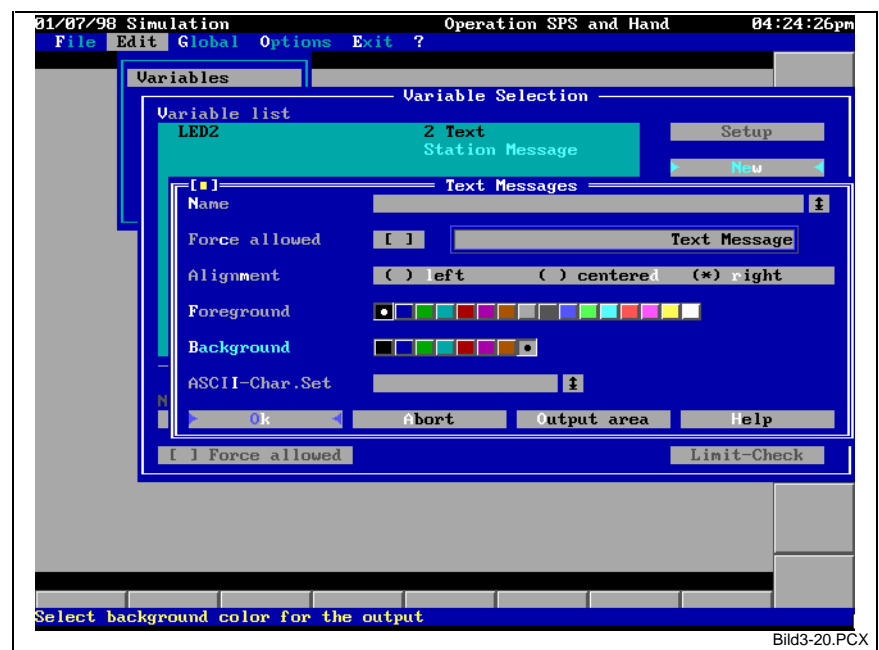 01/07/98 Simulation Operation SPS and Hand 04:24:26pm
File Edit Global Options Exit ?
Variables
Variable Selection
Variable list
LED2 2 Text Setup
Station Message
New
[■] Text Messages
Name
Force allowed [ ] Text Message
Alignment ( ) left ( ) centered (*) right
Foreground
Background
ASCII-Char.Set
N
Ok Abort Output area Help
[ ] Force allowed Limit-Check
Select background color for the output
Bild3-20.PCX